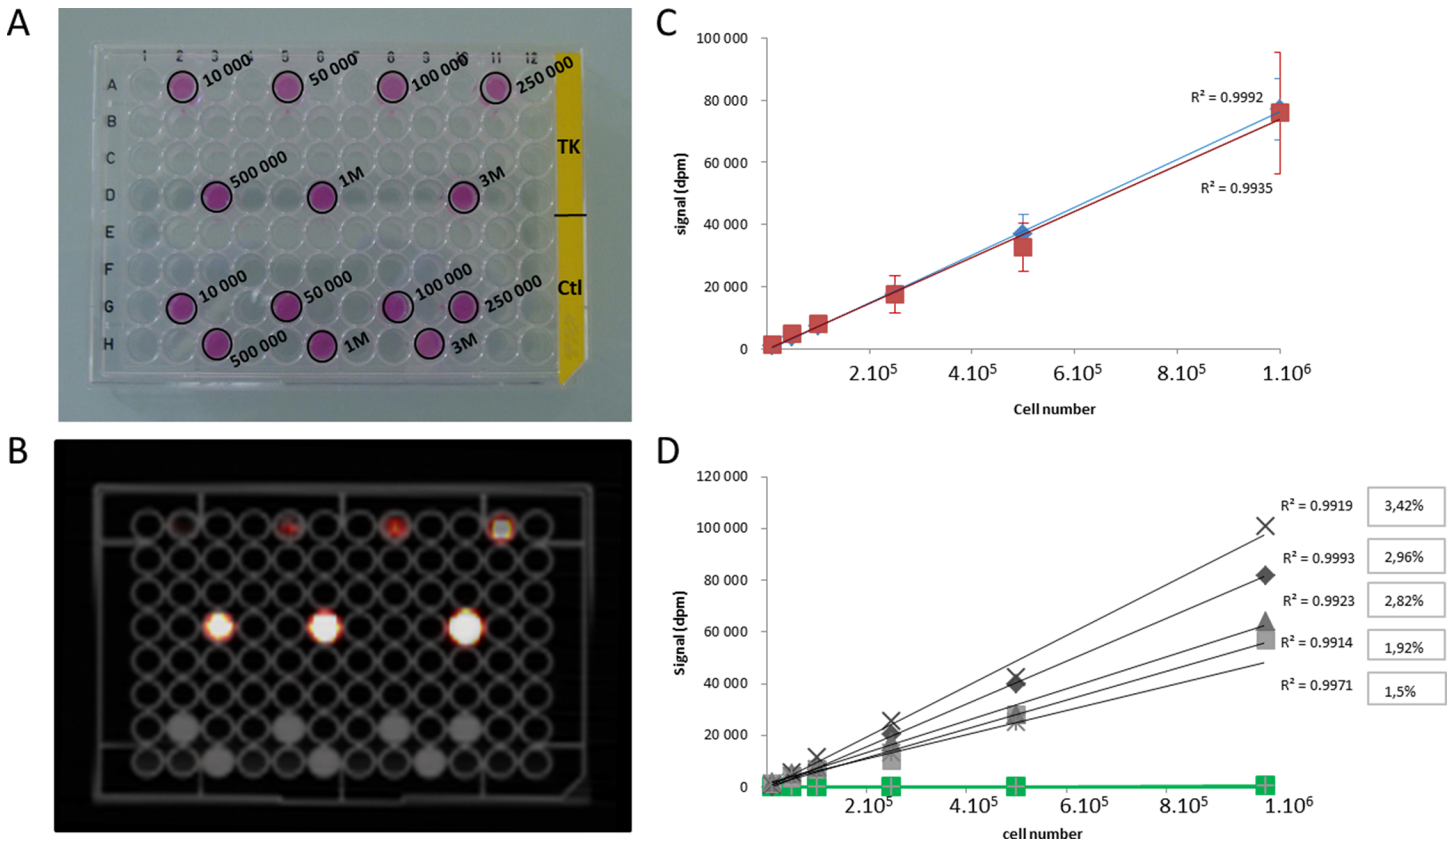 A
1 2 3 4 5 6 7 8 9 10 11 12
10 000 50 000 100 000 250 000
A
B
C
TK
500 000 1M 3M
D
E
F
Ctl
10 000 50 000 100 000 250 000
G
H
500 000 1M 3M
B
C
signal (dpm)
100 000
80 000
60 000
40 000
20 000
0
R² = 0.9992
R² = 0.9935
2.10⁵ 4.10⁵ 6.10⁵ 8.10⁵ 1.10⁶
Cell number
D
Signal (dpm)
120 000
100 000
80 000
60 000
40 000
20 000
0
R² = 0.9919 3,42%
R² = 0.9993 2,96%
R² = 0.9923 2,82%
R² = 0.9914 1,92%
R² = 0.9971 1,5%
2.10⁵ 4.10⁵ 6.10⁵ 8.10⁵ 1.10⁶
cell number